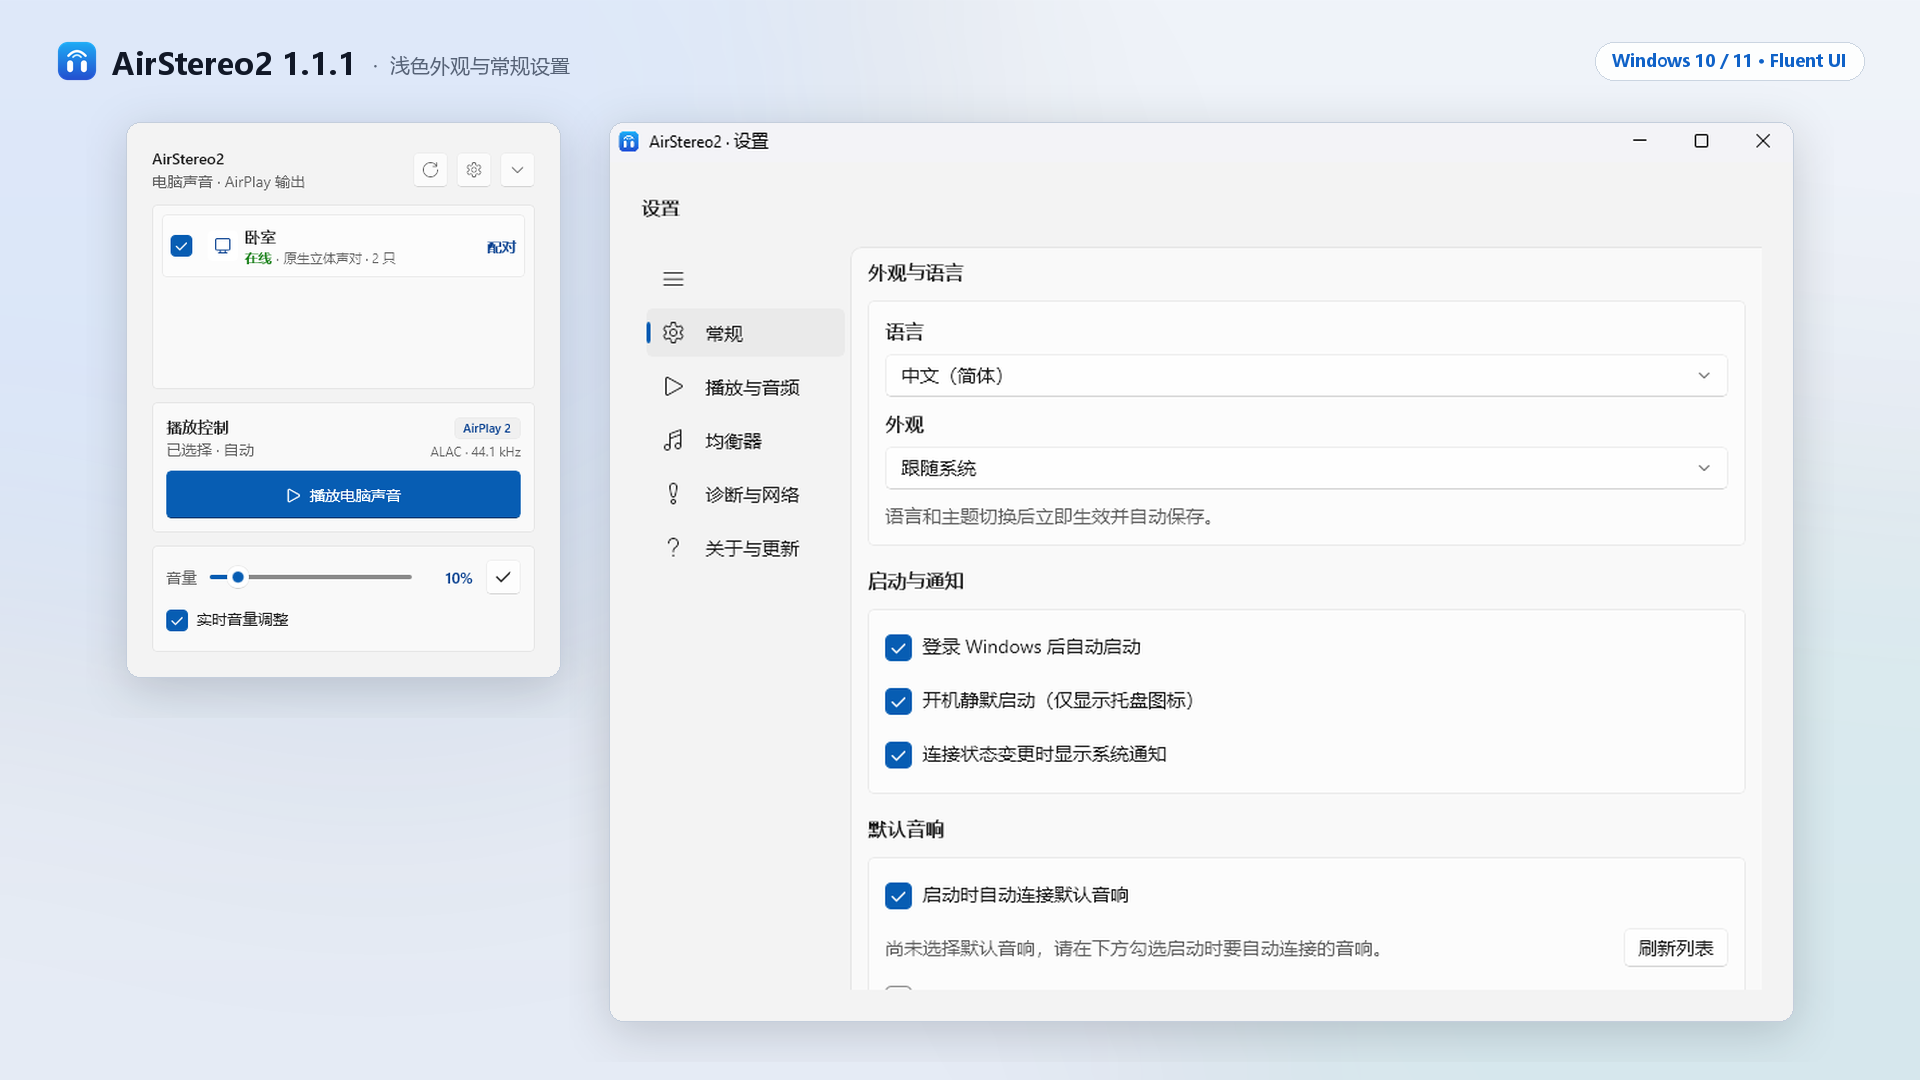 AirStereo2 1.1.1 · 浅色外观与常规设置
Windows 10 / 11 • Fluent UI
AirStereo2
电脑声音 · AirPlay 输出
卧室
在线 · 原生立体声对 · 2 只
配对
播放控制
AirPlay 2
已选择 · 自动
ALAC · 44.1 kHz
播放电脑声音
音量
10%
实时音量调整
AirStereo2 · 设置
设置
常规
播放与音频
均衡器
诊断与网络
关于与更新
外观与语言
语言
中文（简体）
外观
跟随系统
语言和主题切换后立即生效并自动保存。
启动与通知
登录 Windows 后自动启动
开机静默启动（仅显示托盘图标）
连接状态变更时显示系统通知
默认音响
启动时自动连接默认音响
尚未选择默认音响，请在下方勾选启动时要自动连接的音响。
刷新列表